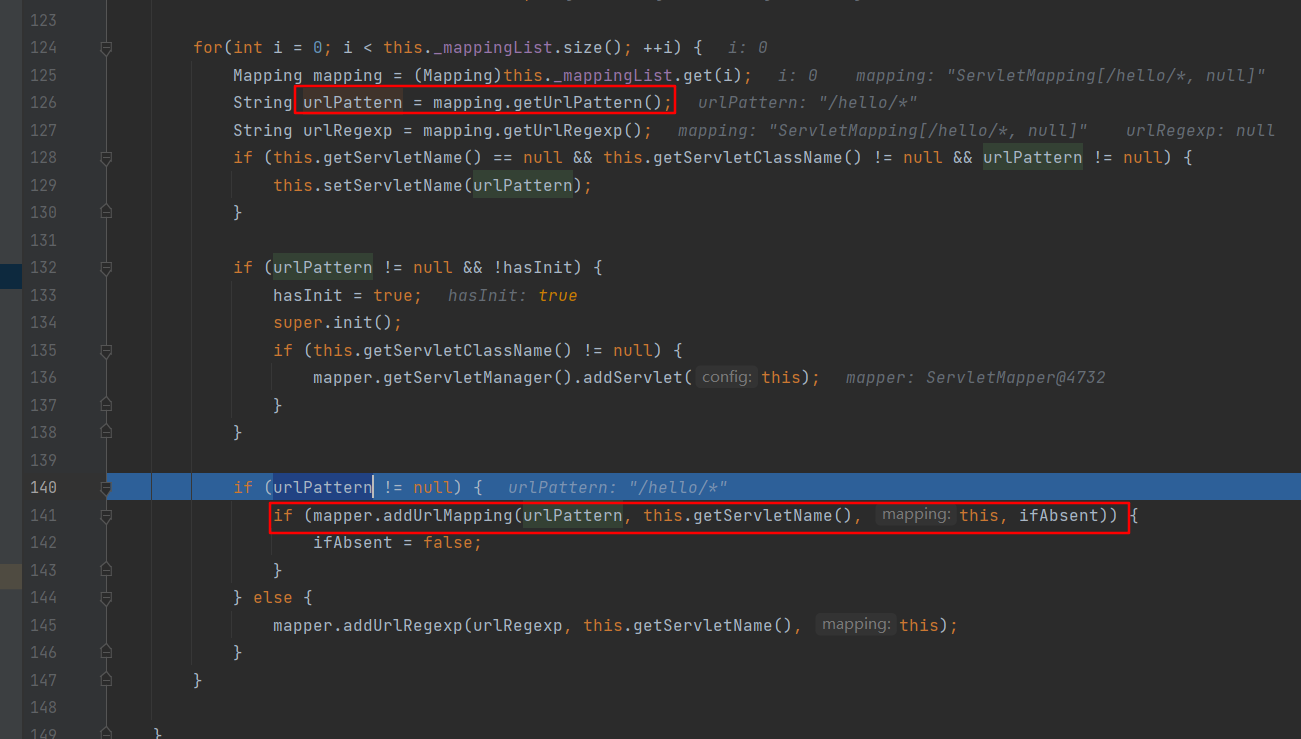 123
124 for(int i = 0; i < this._mappingList.size(); ++i) { i: 0
125 Mapping mapping = (Mapping)this._mappingList.get(i); i: 0 mapping: "ServletMapping[/hello/*, null]"
126 String urlPattern = mapping.getUrlPattern(); urlPattern: "/hello/*"
127 String urlRegexp = mapping.getUrlRegexp(); mapping: "ServletMapping[/hello/*, null]" urlRegexp: null
128 if (this.getServletName() == null && this.getServletClassName() != null && urlPattern != null) {
129 this.setServletName(urlPattern);
130 }
131
132 if (urlPattern != null && !hasInit) {
133 hasInit = true; hasInit: true
134 super.init();
135 if (this.getServletClassName() != null) {
136 mapper.getServletManager().addServlet( config: this); mapper: ServletMapper@4732
137 }
138 }
139
140 if (urlPattern != null) { urlPattern: "/hello/*"
141 if (mapper.addUrlMapping(urlPattern, this.getServletName(), mapping: this, ifAbsent)) {
142 ifAbsent = false;
143 }
144 } else {
145 mapper.addUrlRegexp(urlRegexp, this.getServletName(), mapping: this);
146 }
147 }
148
149 }